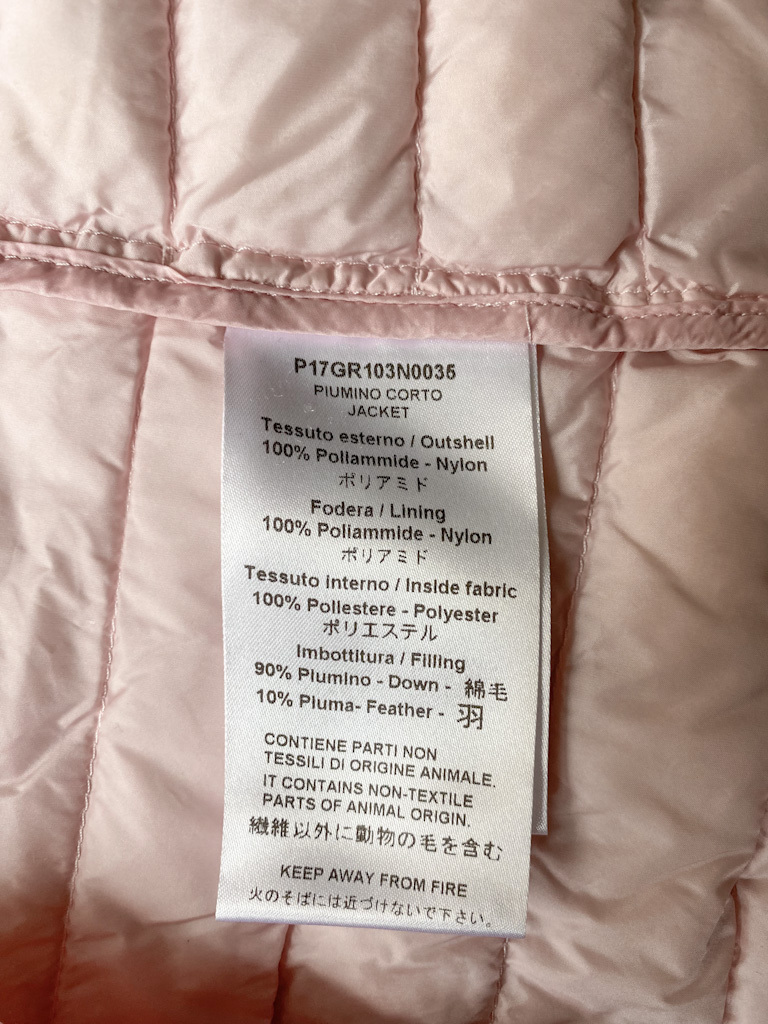 P17GR103N0035
PIUMINO CORTO
JACKET
Tessuto esterno / Outshell
100% Poliammide - Nylon
ポリアミド
Fodera / Lining
100% Poliammide - Nylon
ポリアミド
Tessuto interno / Inside fabric
100% Poliestere - Polyester
ポリエステル
Imbottitura / Filling
90% Piumino - Down - 綿毛
10% Piuma- Feather - 羽
CONTIENE PARTI NON
TESSILI DI ORIGINE ANIMALE.
IT CONTAINS NON-TEXTILE
PARTS OF ANIMAL ORIGIN.
繊維以外に動物の毛を含む
KEEP AWAY FROM FIRE
火のそばには近づけないで下さい。